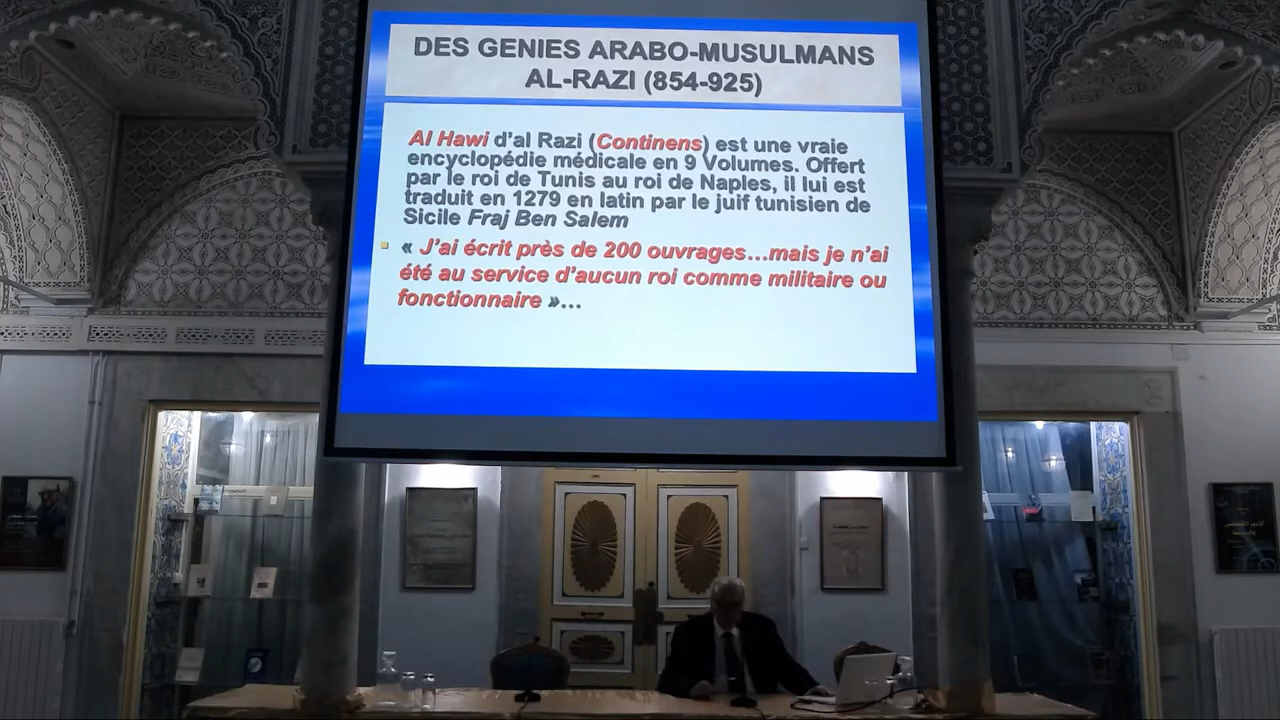 DES GENIES ARABO-MUSULMANS
AL-RAZI (854-925)
Al Hawi d'al Razi (Continens) est une vraie
encyclopédie médicale en 9 Volumes. Offert
par le roi de Tunis au roi de Naples, il lui est
traduit en 1279 en latin par le juif tunisien de
Sicile Fraj Ben Salem
« J'ai écrit près de 200 ouvrages...mais je n'ai
été au service d'aucun roi comme militaire ou
fonctionnaire »...